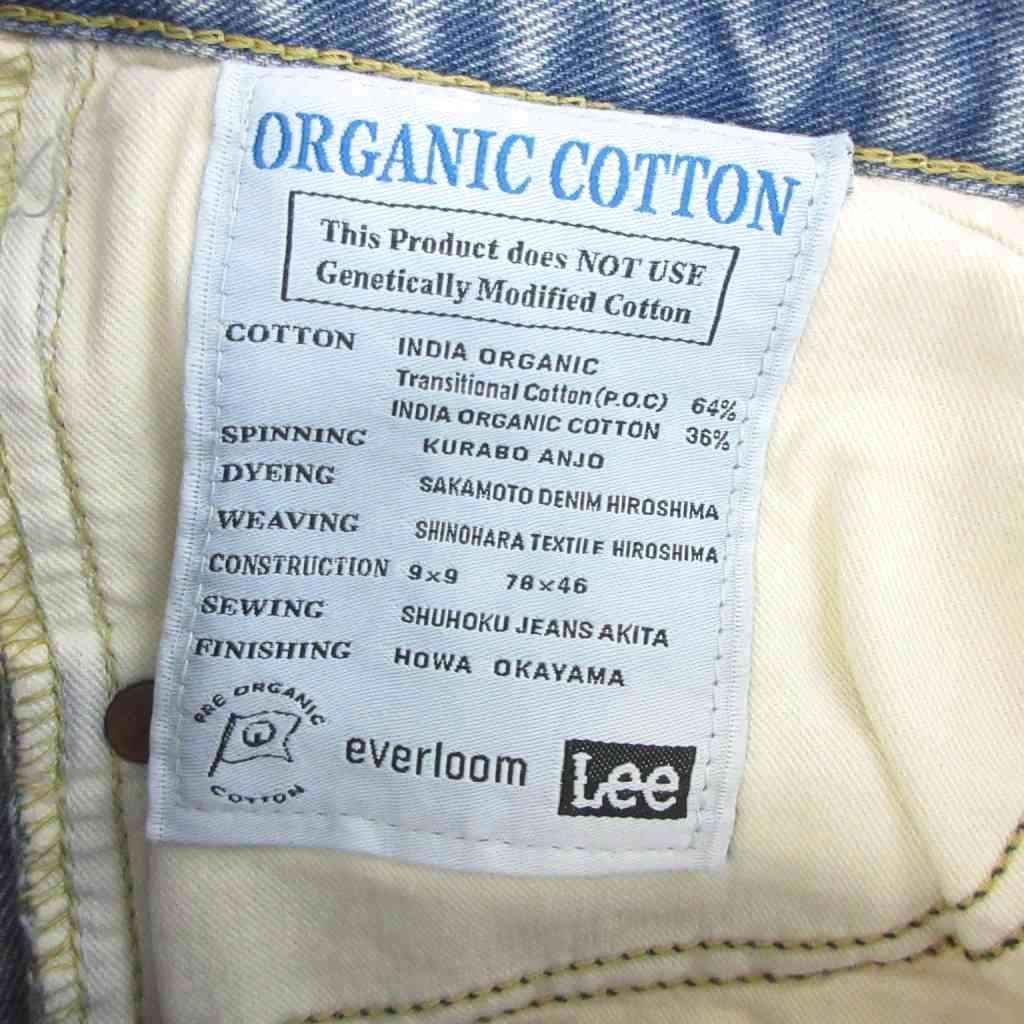 ORGANIC COTTON
This Product does NOT USE
Genetically Modified Cotton
COTTON INDIA ORGANIC
Transitional Cotton (P.O.C) 64%
INDIA ORGANIC COTTON 36%
SPINNING KURABO ANJO
DYEING SAKAMOTO DENIM HIROSHIMA
WEAVING SHINOHARA TEXTILE HIROSHIMA
CONSTRUCTION 9×9 78×46
SEWING SHUHOKU JEANS AKITA
FINISHING HOWA OKAYAMA
PRE ORGANIC
COTTON
everloom
Lee